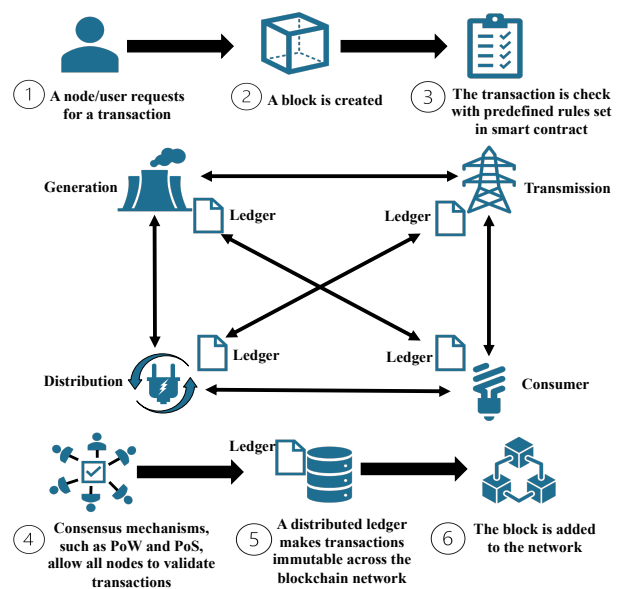 1
A node/user requests
for a transaction
2
A block is created
3
The transaction is check
with predefined rules set
in smart contract
Generation
Transmission
Ledger
Ledger
Ledger
Ledger
Distribution
Consumer
Ledger
4
Consensus mechanisms,
such as PoW and PoS,
allow all nodes to validate
transactions
5
A distributed ledger
makes transactions
immutable across the
blockchain network
6
The block is added
to the network